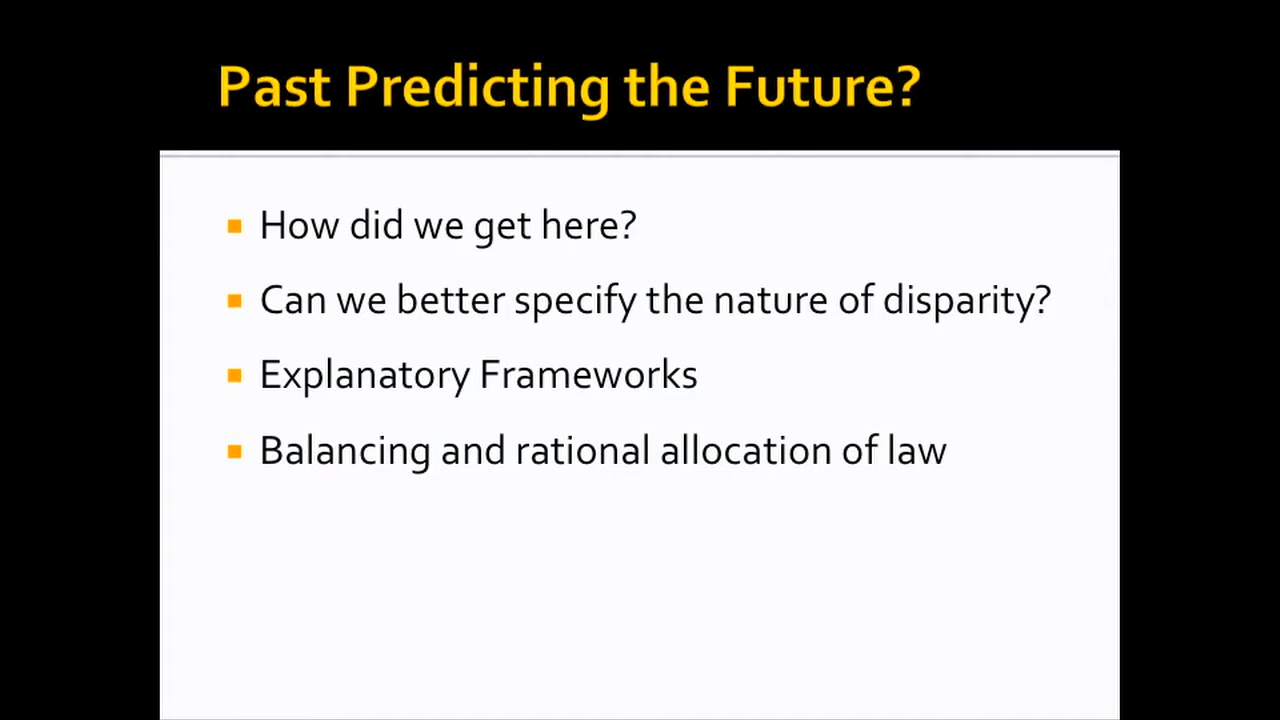 Past Predicting the Future?
How did we get here?
Can we better specify the nature of disparity?
Explanatory Frameworks
Balancing and rational allocation of law